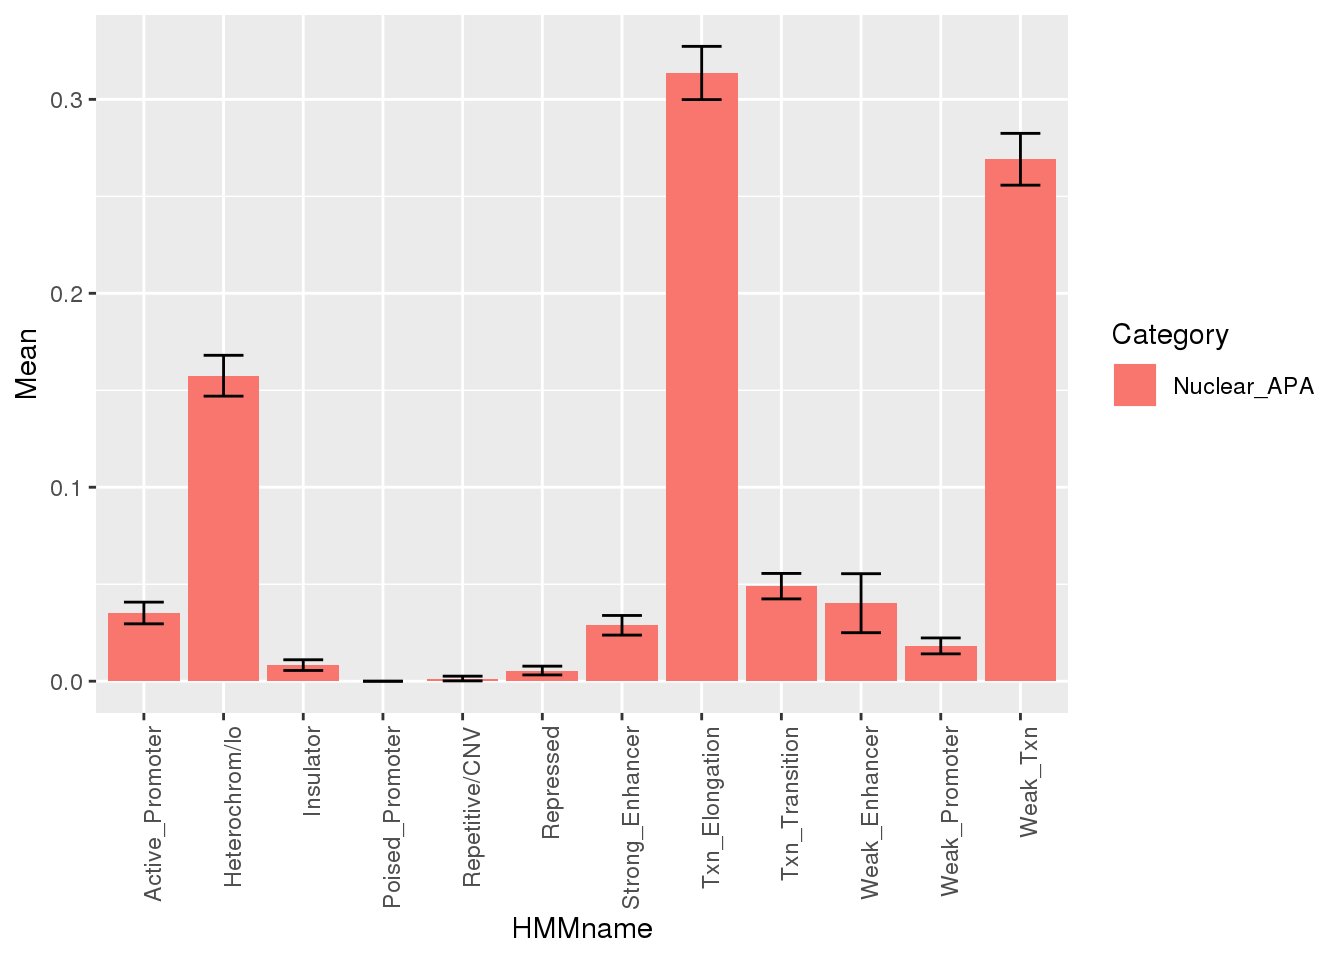 0.3
0.2
0.1
0.0
Mean
Active_Promoter
Heterochrom/lo
Insulator
Poised_Promoter
Repetitive/CNV
Repressed
Strong_Enhancer
Txn_Elongation
Txn_Transition
Weak_Enhancer
Weak_Promoter
Weak_Txn
HMMname
Category
Nuclear_APA